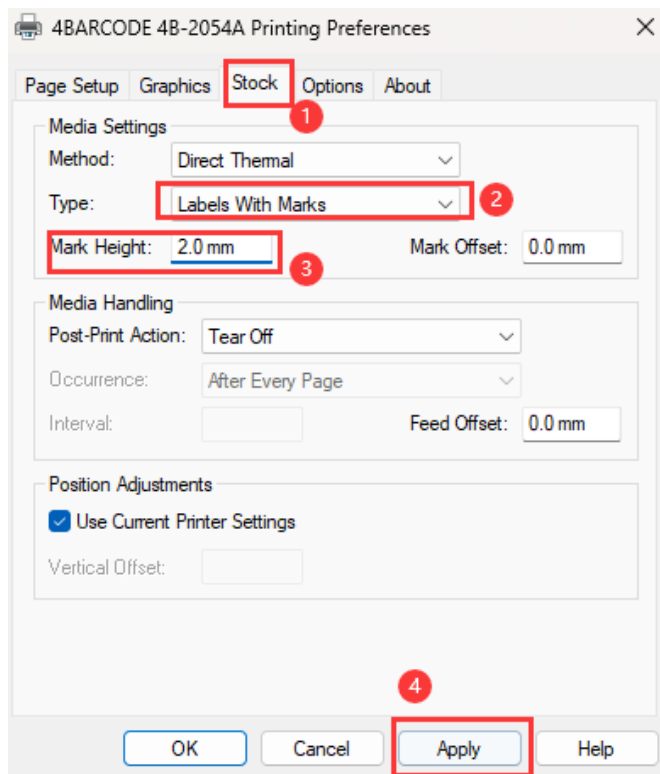 4BARCODE 4B-2054A Printing Preferences
Page Setup Graphics Stock Options About
1
Media Settings
Method: Direct Thermal
Type: Labels With Marks 2
Mark Height: 2.0 mm Mark Offset: 0.0 mm
3
Media Handling
Post-Print Action: Tear Off
Occurrence: After Every Page
Interval: Feed Offset: 0.0 mm
Position Adjustments
Use Current Printer Settings
Vertical Offset:
4
OK Cancel Apply Help